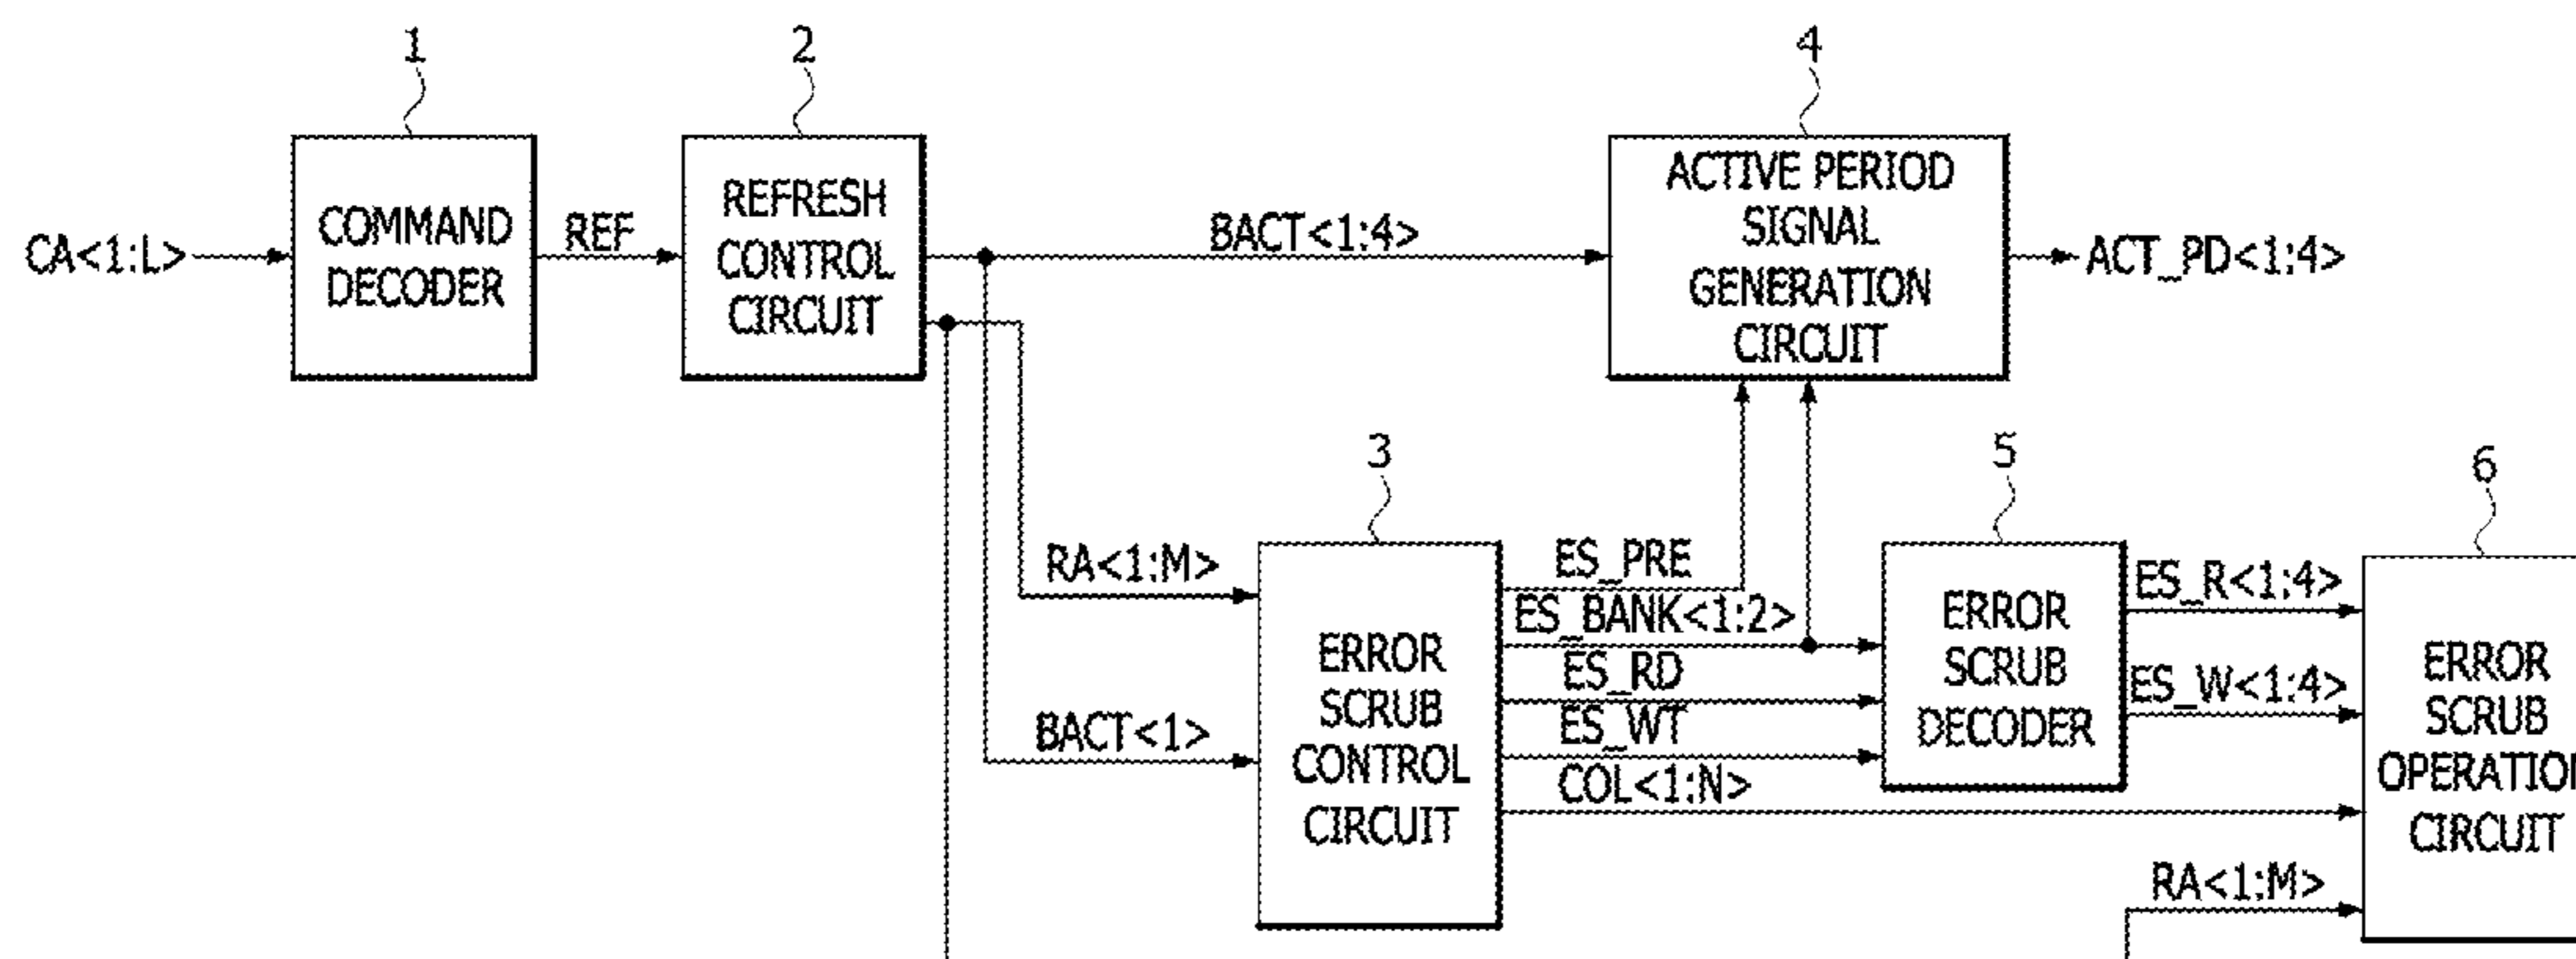 1
2
4
COMMAND
DECODER
REFRESH
CONTROL
CIRCUIT
ACTIVE PERIOD
SIGNAL
GENERATION
CIRCUIT
CA<1:L>
REF
BACT<1:4>
ACT_PD<1:4>
3
5
6
RA<1:M>
BACT<1>
ERROR
SCRUB
CONTROL
CIRCUIT
ES_PRE
ES_BANK<1:2>
ES_RD
ES_WT
COL<1:N>
ERROR
SCRUB
DECODER
ES_R<1:4>
ES_W<1:4>
RA<1:M>
ERROR
SCRUB
OPERATION
CIRCUIT